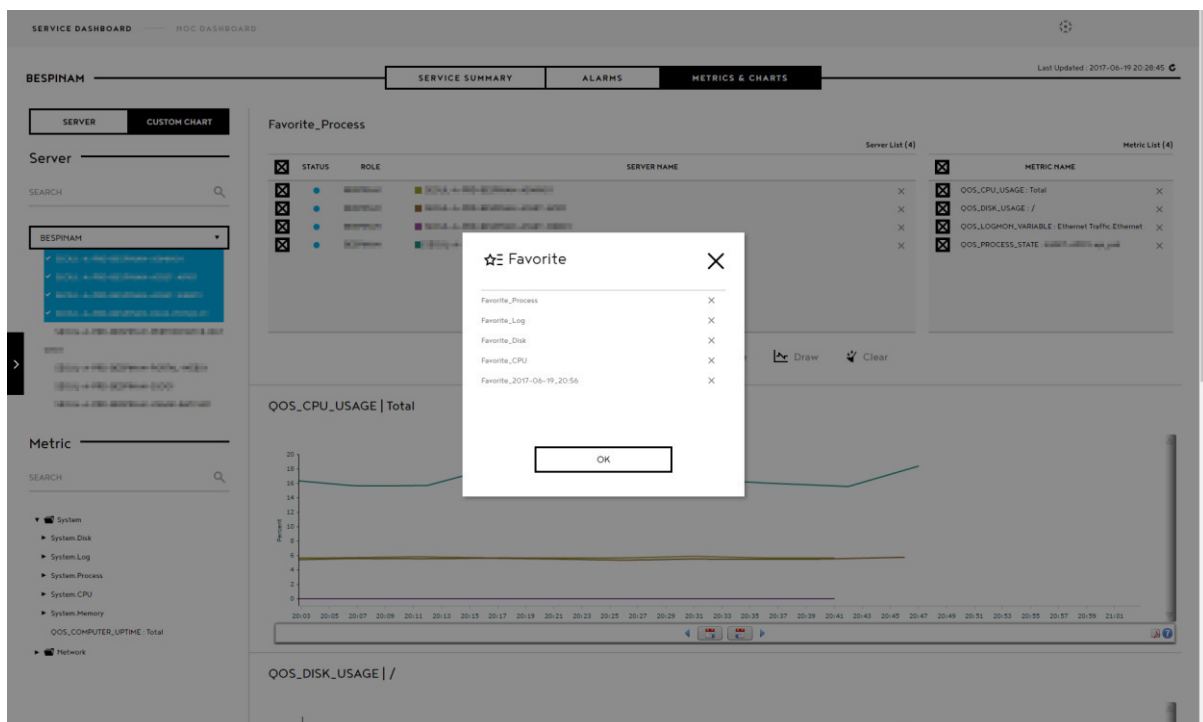 SERVICE DASHBOARD
NOC DASHBOARD
BESPINAM
SERVICE SUMMARY
ALARMS
METRICS & CHARTS
Last Updated : 2017-06-19 20:28:45
SERVER
CUSTOM CHART
Favorite_Process
Server
Server List (4)
Metric List (4)
STATUS
ROLE
SERVER NAME
METRIC NAME
SEARCH
QOS_CPU_USAGE : Total
QOS_DISK_USAGE : /
QOS_LOGMON_VARIABLE : Ethernet Traffic Ethernet
QOS_PROCESS_STATE
BESPINAM
Favorite
Favorite_Process
Favorite_Log
Favorite_Disk
Favorite_CPU
Favorite_2017-06-19_20:56
OK
Draw
Clear
QOS_CPU_USAGE | Total
Metric
SEARCH
System
System.Disk
System.Log
System.Process
System.CPU
System.Memory
QOS_COMPUTER_UPTIME : Total
Network
Percent
20
18
16
14
12
10
8
6
4
2
0
20:03 20:05 20:07 20:09 20:11 20:13 20:15 20:17 20:19 20:21 20:23 20:25 20:27 20:29 20:31 20:33 20:35 20:37 20:39 20:41 20:43 20:45 20:47 20:49 20:51 20:53 20:55 20:57 20:59 21:01
QOS_DISK_USAGE | /